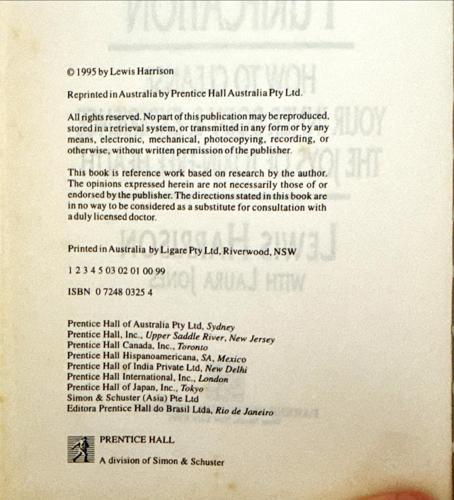 © 1995 by Lewis Harrison
Reprinted in Australia by Prentice Hall Australia Pty Ltd.
All rights reserved. No part of this publication may be reproduced,
stored in a retrieval system, or transmitted in any form or by any
means, electronic, mechanical, photocopying, recording, or
otherwise, without written permission of the publisher.
This book is reference work based on research by the author.
The opinions expressed herein are not necessarily those of or
endorsed by the publisher. The directions stated in this book are
in no way to be considered as a substitute for consultation with
a duly licensed doctor.
Printed in Australia by Ligare Pty Ltd, Riverwood, NSW
1 2 3 4 5 03 02 01 00 99
ISBN 0 7248 0325 4
Prentice Hall of Australia Pty Ltd, Sydney
Prentice Hall, Inc., Upper Saddle River, New Jersey
Prentice Hall Canada, Inc., Toronto
Prentice Hall Hispanoamericana, SA, Mexico
Prentice Hall of India Private Ltd, New Delhi
Prentice Hall International, Inc., London
Prentice Hall of Japan, Inc., Tokyo
Simon & Schuster (Asia) Pte Ltd
Editora Prentice Hall do Brasil Ltda, Rio de Janeiro
PRENTICE HALL
A division of Simon & Schuster